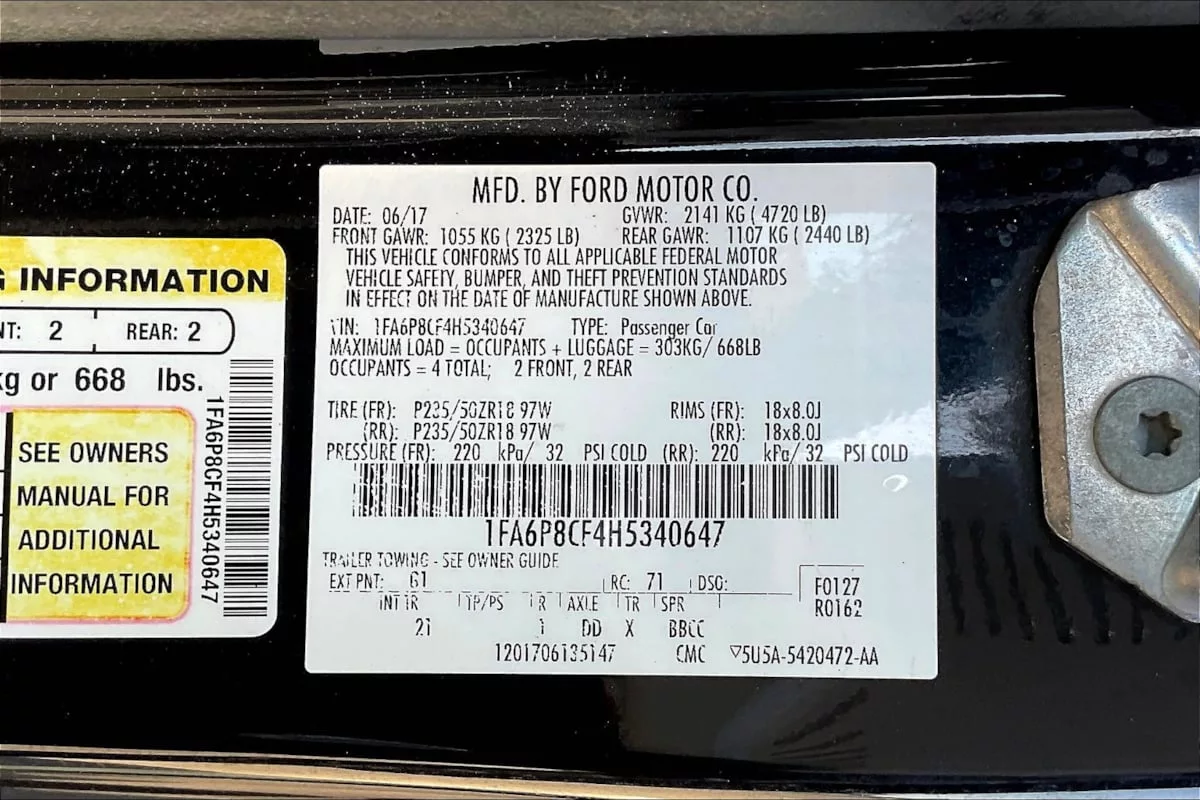 G INFORMATION
NT: 2 REAR: 2
kg or 668 lbs.
SEE OWNERS
MANUAL FOR
ADDITIONAL
INFORMATION
1FA6P8CF4H5340647
MFD. BY FORD MOTOR CO.
DATE: 06/17 GVWR: 2141 KG ( 4720 LB)
FRONT GAWR: 1055 KG ( 2325 LB) REAR GAWR: 1107 KG ( 2440 LB)
THIS VEHICLE CONFORMS TO ALL APPLICABLE FEDERAL MOTOR
VEHICLE SAFETY, BUMPER, AND THEFT PREVENTION STANDARDS
IN EFFECT ON THE DATE OF MANUFACTURE SHOWN ABOVE.
VIN: 1FA6P8CF4H5340647 TYPE: Passenger Car
MAXIMUM LOAD = OCCUPANTS + LUGGAGE = 303KG/ 668LB
OCCUPANTS = 4 TOTAL; 2 FRONT, 2 REAR
TIRE (FR): P235/50ZR18 97W RIMS (FR): 18x8.0J
(RR): P235/50ZR18 97W (RR): 18x8.0J
PRESSURE (FR): 220 kPa/ 32 PSI COLD (RR): 220 kPa/ 32 PSI COLD
1FA6P8CF4H5340647
TRAILER TOWING - SEE OWNER GUIDE
EXT PNT: 61 RC: 71 DSO: F0127
R0162
INT TR TP/PS R AXLE TR SPR
21 1 DD X BBCC
1201706135147 CMC ▽5U5A-5420472-AA